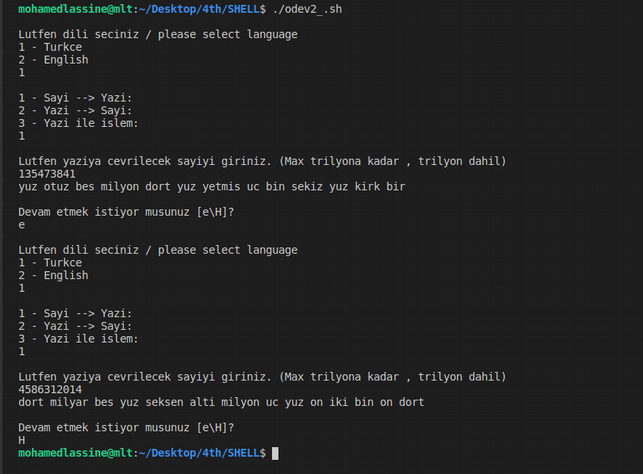 mohamedlassine@mlt:~/Desktop/4th/SHELL$ ./odev2_.sh
Lutfen dili seciniz / please select language
1 - Turkce
2 - English
1
1 - Sayi --> Yazi:
2 - Yazi --> Sayi:
3 - Yazi ile islem:
1
Lutfen yaziya cevrilecek sayiyi giriniz. (Max trilyona kadar , trilyon dahil)
135473841
yuz otuz bes milyon dort yuz yetmis uc bin sekiz yuz kirk bir
Devam etmek istiyor musunuz [e\H]?
e
Lutfen dili seciniz / please select language
1 - Turkce
2 - English
1
1 - Sayi --> Yazi:
2 - Yazi --> Sayi:
3 - Yazi ile islem:
1
Lutfen yaziya cevrilecek sayiyi giriniz. (Max trilyona kadar , trilyon dahil)
4586312014
dort milyar bes yuz seksen alti milyon uc yuz on iki bin on dort
Devam etmek istiyor musunuz [e\H]?
H
mohamedlassine@mlt:~/Desktop/4th/SHELL$